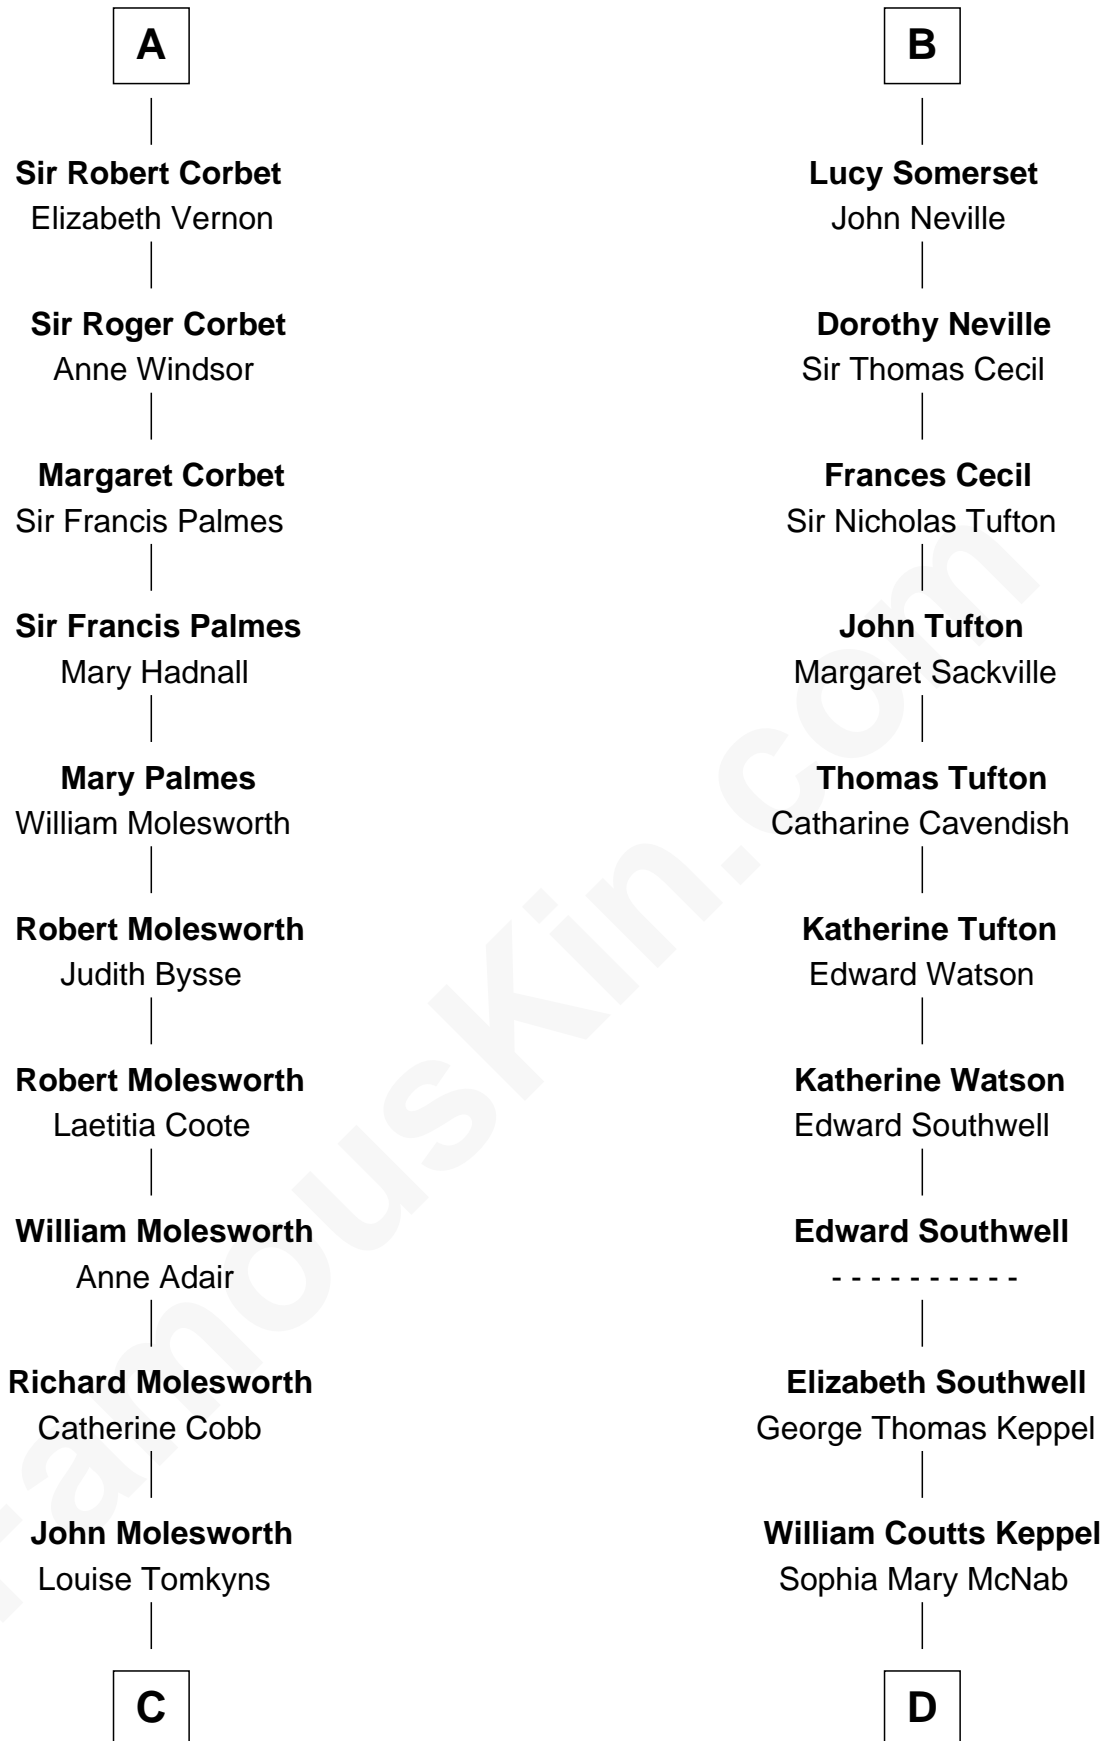 A
Sir Robert Corbet
Elizabeth Vernon
Sir Roger Corbet
Anne Windsor
Margaret Corbet
Sir Francis Palmes
Sir Francis Palmes
Mary Hadnall
Mary Palmes
William Molesworth
Robert Molesworth
Judith Bysse
Robert Molesworth
Laetitia Coote
William Molesworth
Anne Adair
Richard Molesworth
Catherine Cobb
John Molesworth
Louise Tomkyns
C
B
Lucy Somerset
John Neville
Dorothy Neville
Sir Thomas Cecil
Frances Cecil
Sir Nicholas Tufton
John Tufton
Margaret Sackville
Thomas Tufton
Catharine Cavendish
Katherine Tufton
Edward Watson
Katherine Watson
Edward Southwell
Edward Southwell
- - - - - - - - - -
Elizabeth Southwell
George Thomas Keppel
William Coutts Keppel
Sophia Mary McNab
D
FamousKin.com